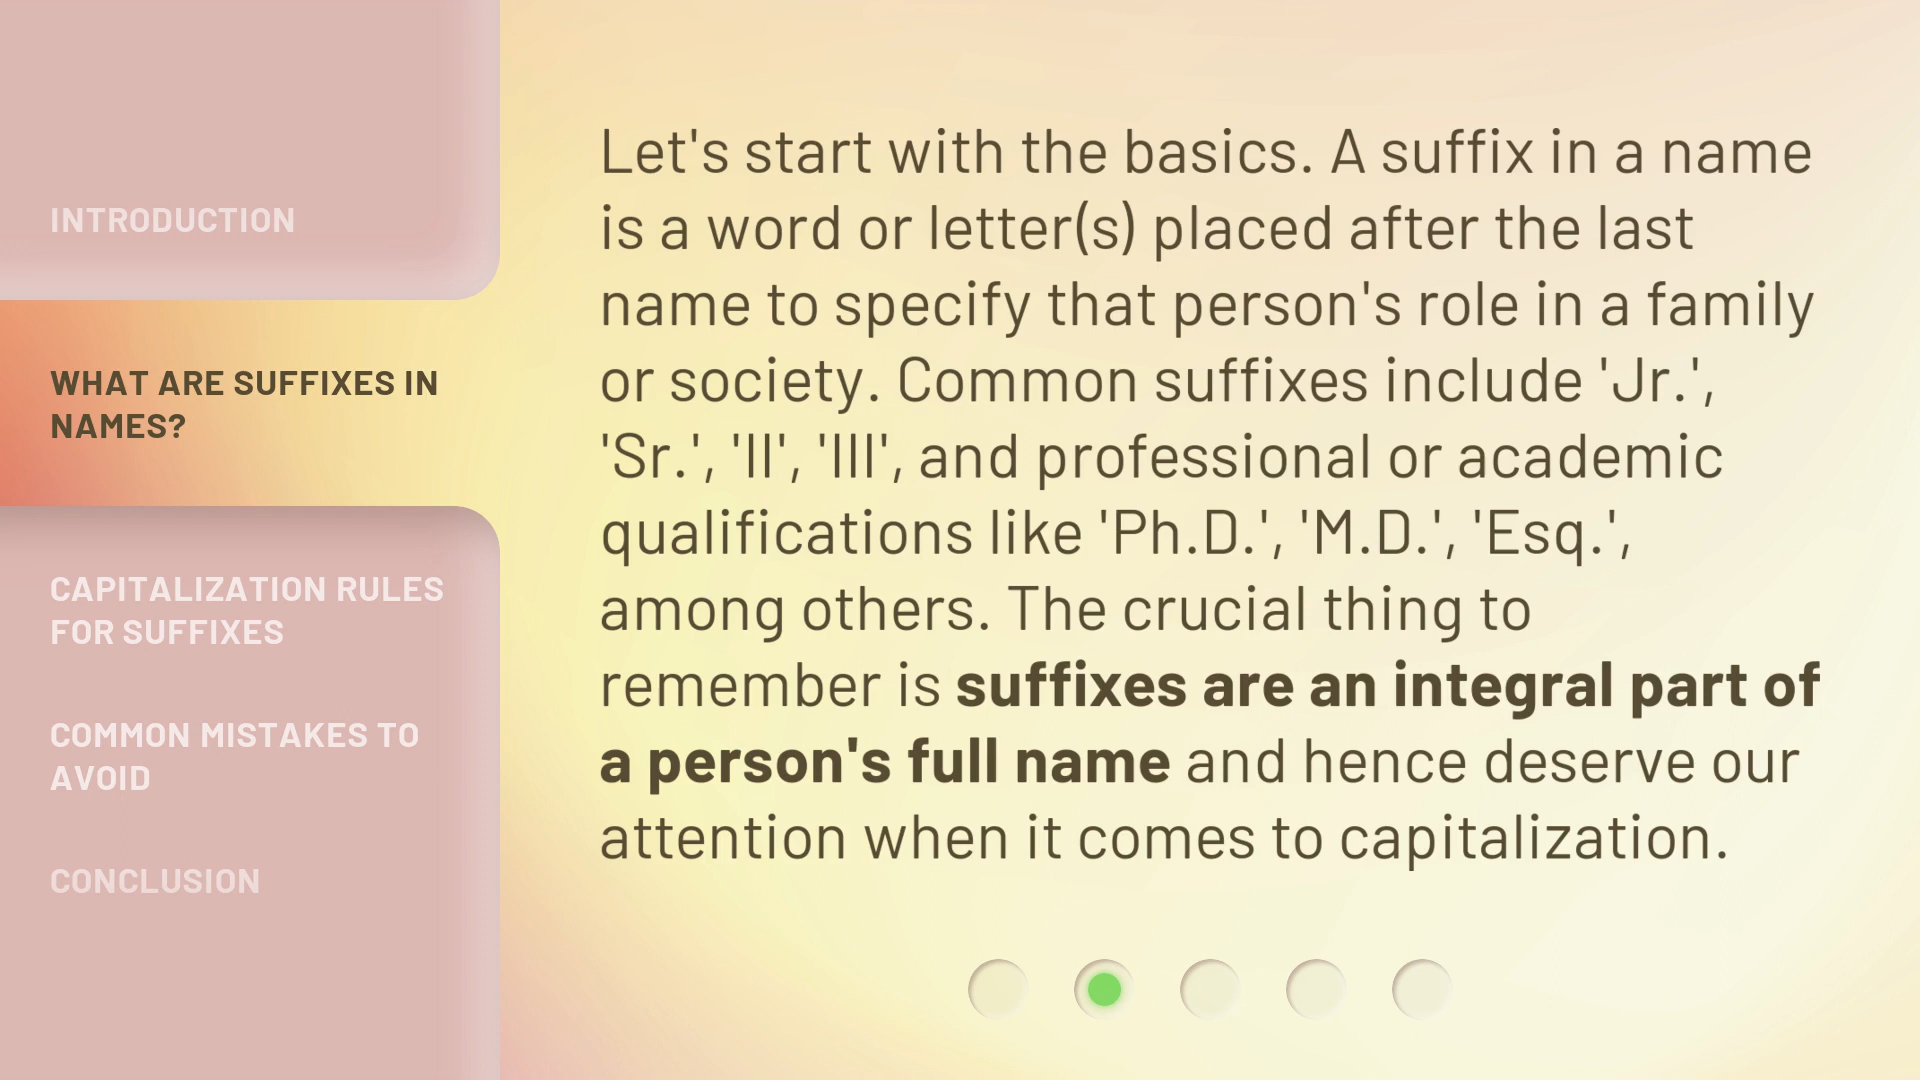 INTRODUCTION
WHAT ARE SUFFIXES IN
NAMES?
CAPITALIZATION RULES
FOR SUFFIXES
COMMON MISTAKES TO
AVOID
CONCLUSION
Let's start with the basics. A suffix in a name
is a word or letter(s) placed after the last
name to specify that person's role in a family
or society. Common suffixes include 'Jr.',
'Sr.', 'II', 'III', and professional or academic
qualifications like 'Ph.D.', 'M.D.', 'Esq.',
among others. The crucial thing to
remember is suffixes are an integral part of
a person's full name and hence deserve our
attention when it comes to capitalization.